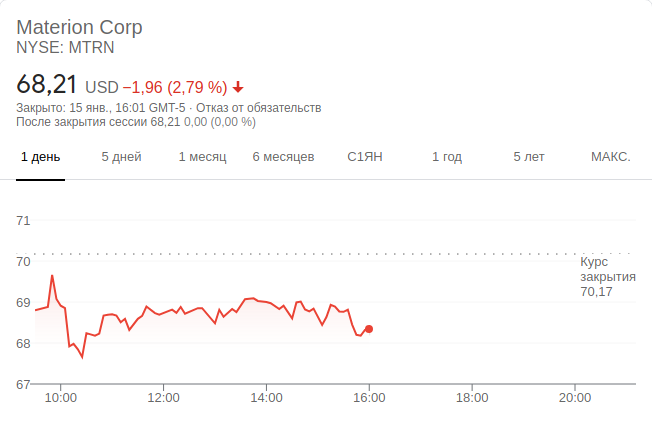 Materion Corp
NYSE: MTRN
68,21 USD −1,96 (2,79 %)
Закрыто: 15 янв., 16:01 GMT-5 · Отказ от обязательств
После закрытия сессии 68,21 0,00 (0,00 %)
1 день 5 дней 1 месяц 6 месяцев С1ЯН 1 год 5 лет МАКС.
71
70
Курс
закрытия
70,17
69
68
67
10:00 12:00 14:00 16:00 18:00 20:00